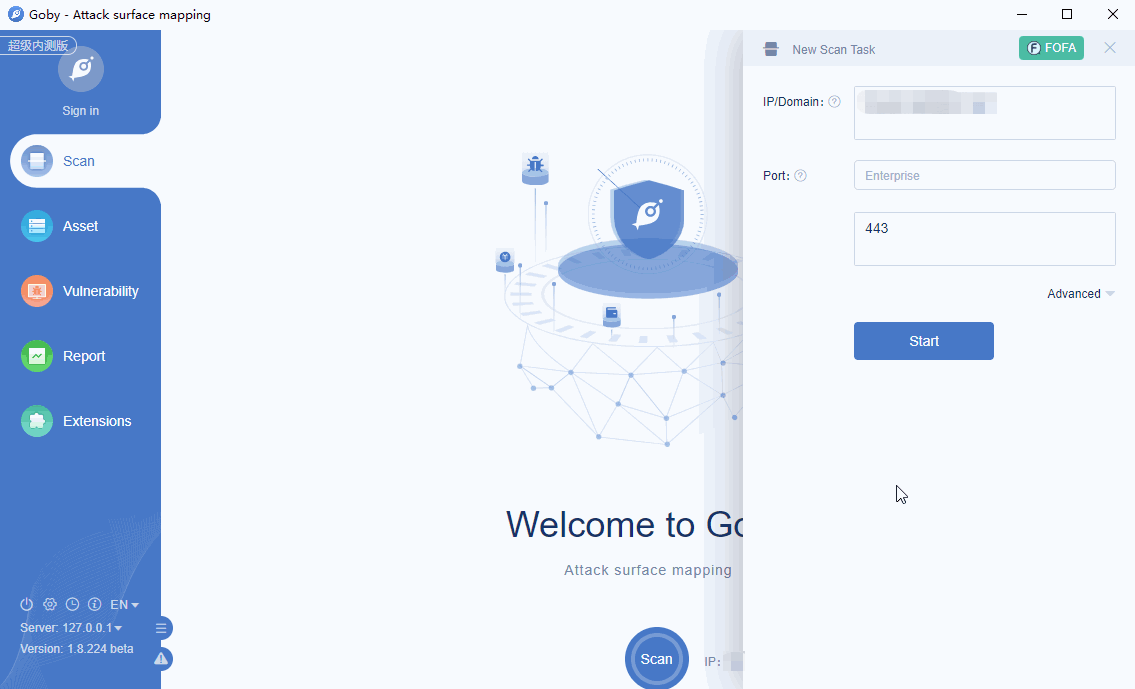 Goby - Attack surface mapping
超级内测版
Sign in
Scan
Asset
Vulnerability
Report
Extensions
EN
Server: 127.0.0.1
Version: 1.8.224 beta
Welcome to Go
Attack surface mapping
Scan
IP:
New Scan Task
FOFA
IP/Domain:
Port:
Enterprise
443
Advanced
Start